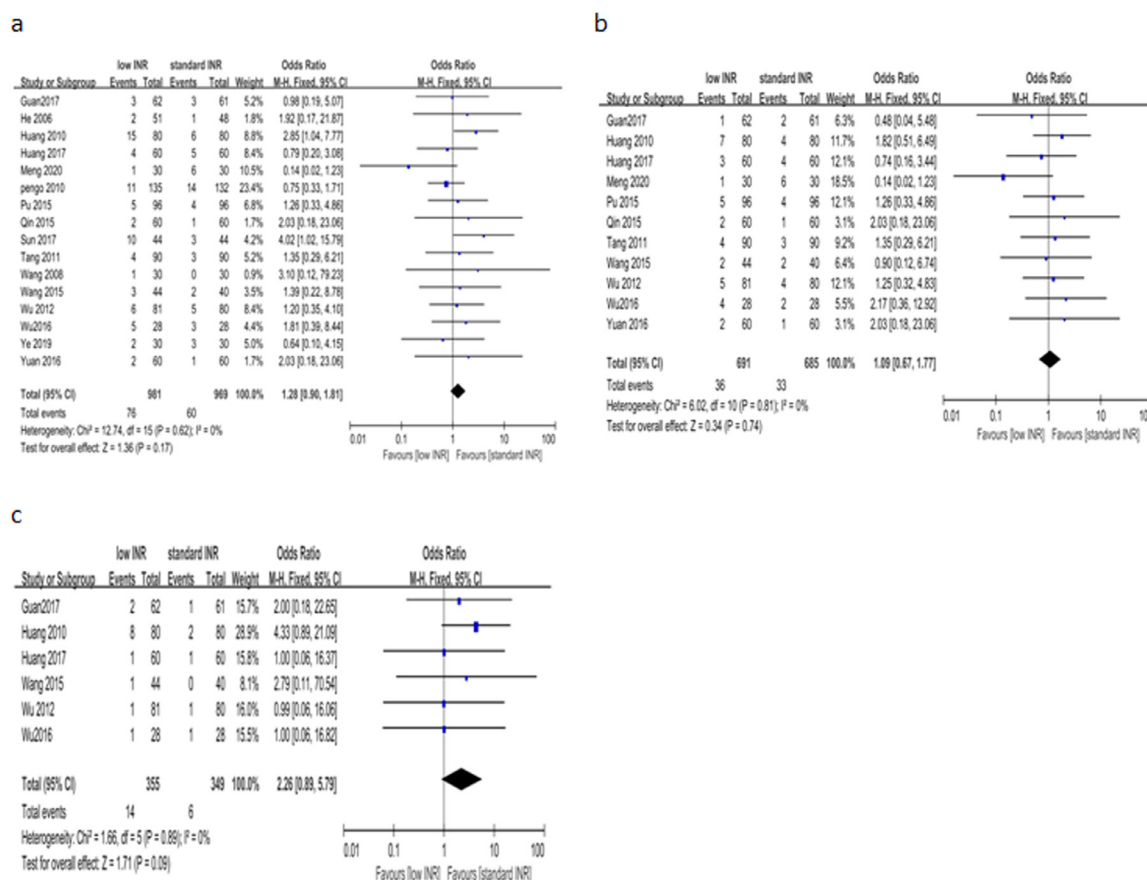 a
low INR standard INR Odds Ratio Odds Ratio
Study or Subgroup Events Total Events Total Weight M-H. Fixed. 95% CI M-H. Fixed. 95% CI
Guan2017 3 62 3 61 5.2% 0.98 [0.19, 5.07]
He 2006 2 51 1 48 1.8% 1.92 [0.17, 21.87]
Huang 2010 15 80 6 80 9.0% 2.85 [1.04, 7.77]
Huang 2017 4 60 5 60 8.6% 0.79 [0.20, 3.08]
Meng 2020 1 30 6 30 10.5% 0.14 [0.02, 1.23]
pengo 2010 11 135 14 132 23.4% 0.75 [0.33, 1.71]
Pu 2015 5 96 4 96 6.9% 1.26 [0.33, 4.86]
Qin 2015 2 60 1 60 1.7% 2.03 [0.18, 23.06]
Sun 2017 10 44 3 44 4.2% 4.02 [1.02, 15.79]
Tang 2011 4 90 3 90 5.2% 1.35 [0.29, 6.21]
Wang 2008 1 30 0 30 0.9% 3.10 [0.12, 79.23]
Wang 2015 3 44 2 40 3.5% 1.39 [0.22, 8.78]
Wu 2012 6 81 5 80 8.4% 1.20 [0.35, 4.10]
Wu2016 5 28 3 28 4.4% 1.81 [0.39, 8.44]
Ye 2019 2 30 3 30 5.1% 0.64 [0.10, 4.15]
Yuan 2016 2 60 1 60 1.7% 2.03 [0.18, 23.06]
Total (95% CI) 981 969 100.0% 1.28 [0.90, 1.81]
Total events 76 60
Heterogeneity: Chi² = 12.74, df = 15 (P = 0.62); I² = 0%
Test for overall effect: Z = 1.36 (P = 0.17)
0.01 0.1 1 10 100
Favours [low INR] Favours [standard INR]
b
low INR standard INR Odds Ratio Odds Ratio
Study or Subgroup Events Total Events Total Weight M-H. Fixed. 95% CI M-H. Fixed. 95% CI
Guan2017 1 62 2 61 6.3% 0.48 [0.04, 5.48]
Huang 2010 7 80 4 80 11.7% 1.82 [0.51, 6.49]
Huang 2017 3 60 4 60 12.1% 0.74 [0.16, 3.44]
Meng 2020 1 30 6 30 18.5% 0.14 [0.02, 1.23]
Pu 2015 5 96 4 96 12.1% 1.26 [0.33, 4.86]
Qin 2015 2 60 1 60 3.1% 2.03 [0.18, 23.06]
Tang 2011 4 90 3 90 9.2% 1.35 [0.29, 6.21]
Wang 2015 2 44 2 40 6.4% 0.90 [0.12, 6.74]
Wu 2012 5 81 4 80 12.1% 1.25 [0.32, 4.83]
Wu2016 4 28 2 28 5.5% 2.17 [0.36, 12.92]
Yuan 2016 2 60 1 60 3.1% 2.03 [0.18, 23.06]
Total (95% CI) 691 685 100.0% 1.09 [0.67, 1.77]
Total events 36 33
Heterogeneity: Chi² = 6.02, df = 10 (P = 0.81); I² = 0%
Test for overall effect: Z = 0.34 (P = 0.74)
0.01 0.1 1 10 100
Favours [low INR] Favours [standard INR]
c
low INR standard INR Odds Ratio Odds Ratio
Study or Subgroup Events Total Events Total Weight M-H. Fixed. 95% CI M-H. Fixed. 95% CI
Guan2017 2 62 1 61 15.7% 2.00 [0.18, 22.65]
Huang 2010 8 80 2 80 28.9% 4.33 [0.89, 21.09]
Huang 2017 1 60 1 60 15.8% 1.00 [0.06, 16.37]
Wang 2015 1 44 0 40 8.1% 2.79 [0.11, 70.54]
Wu 2012 1 81 1 80 16.0% 0.99 [0.06, 16.06]
Wu2016 1 28 1 28 15.5% 1.00 [0.06, 16.82]
Total (95% CI) 355 349 100.0% 2.26 [0.89, 5.79]
Total events 14 6
Heterogeneity: Chi² = 1.66, df = 5 (P = 0.89); I² = 0%
Test for overall effect: Z = 1.71 (P = 0.09)
0.01 0.1 1 10 100
Favours [low INR] Favours [standard INR]